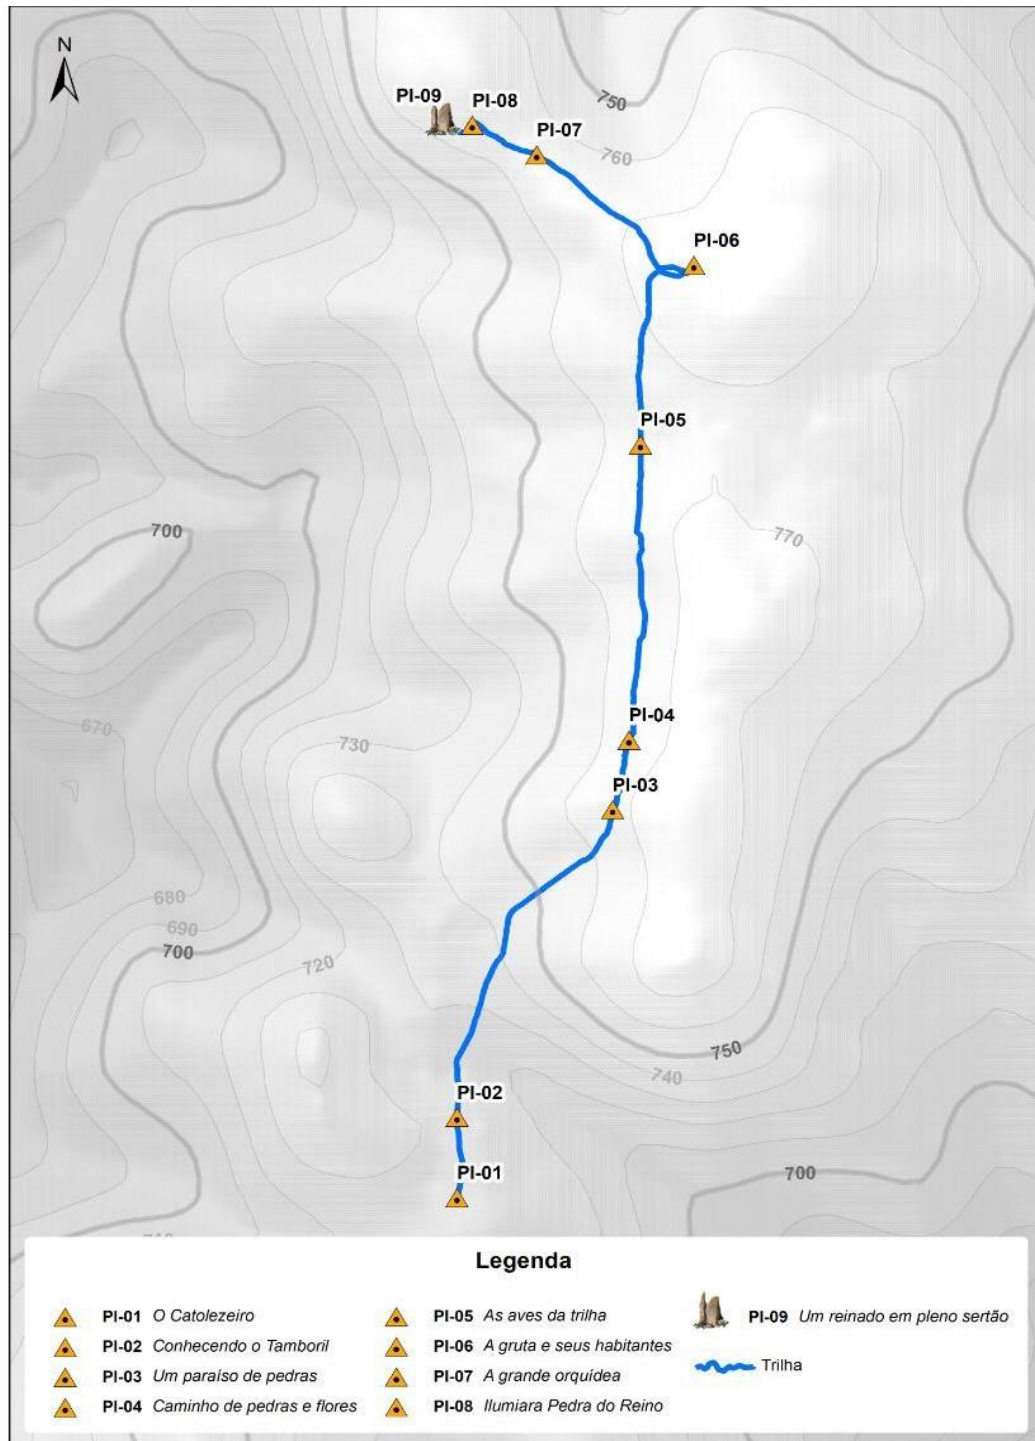 N
PI-09
PI-08
PI-07
750
760
PI-06
PI-05
700
770
670
730
PI-04
PI-03
680
690
700
720
750
740
PI-02
PI-01
700
Legenda
PI-01 O Catolezeiro
PI-02 Conhecendo o Tamboril
PI-03 Um paraíso de pedras
PI-04 Caminho de pedras e flores
PI-05 As aves da trilha
PI-06 A gruta e seus habitantes
PI-07 A grande orquídea
PI-08 Ilumiara Pedra do Reino
PI-09 Um reinado em pleno sertão
Trilha